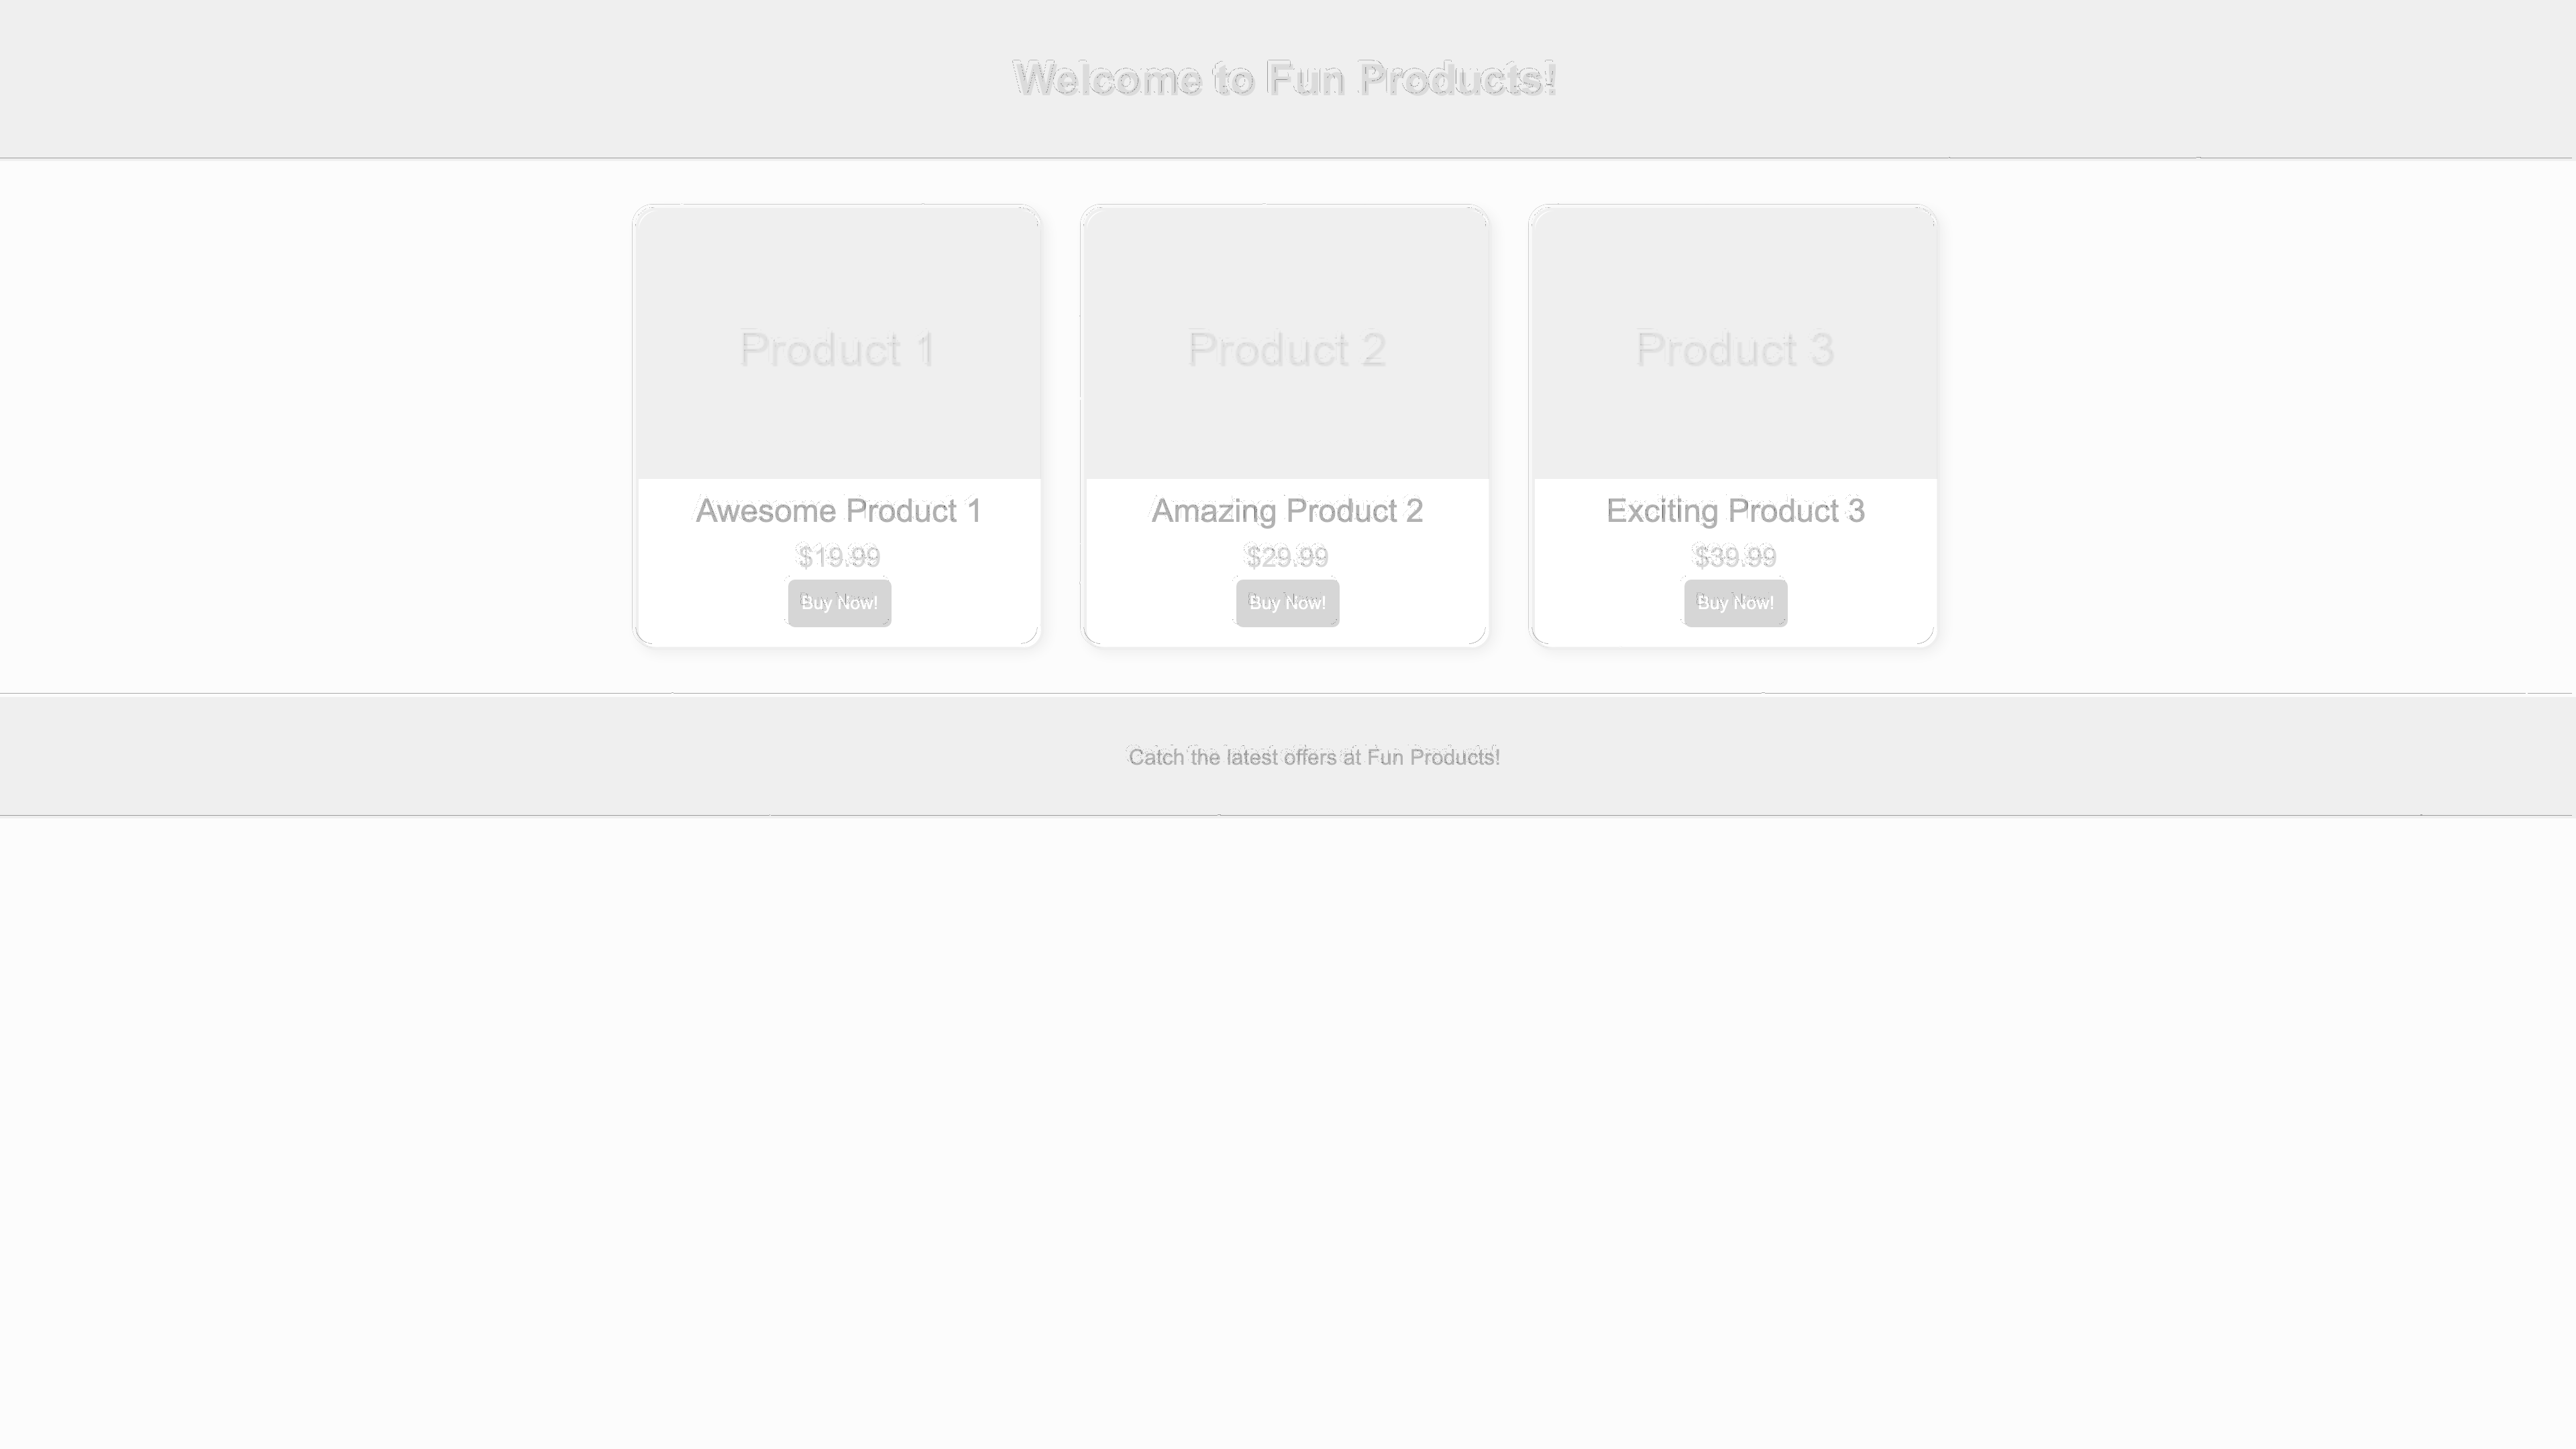 Welcome to Fun Products!
Product 1
Product 2
Product 3
Awesome Product 1
$19.99
Buy Now!
Amazing Product 2
$29.99
Buy Now!
Exciting Product 3
$39.99
Buy Now!
Catch the latest offers at Fun Products!